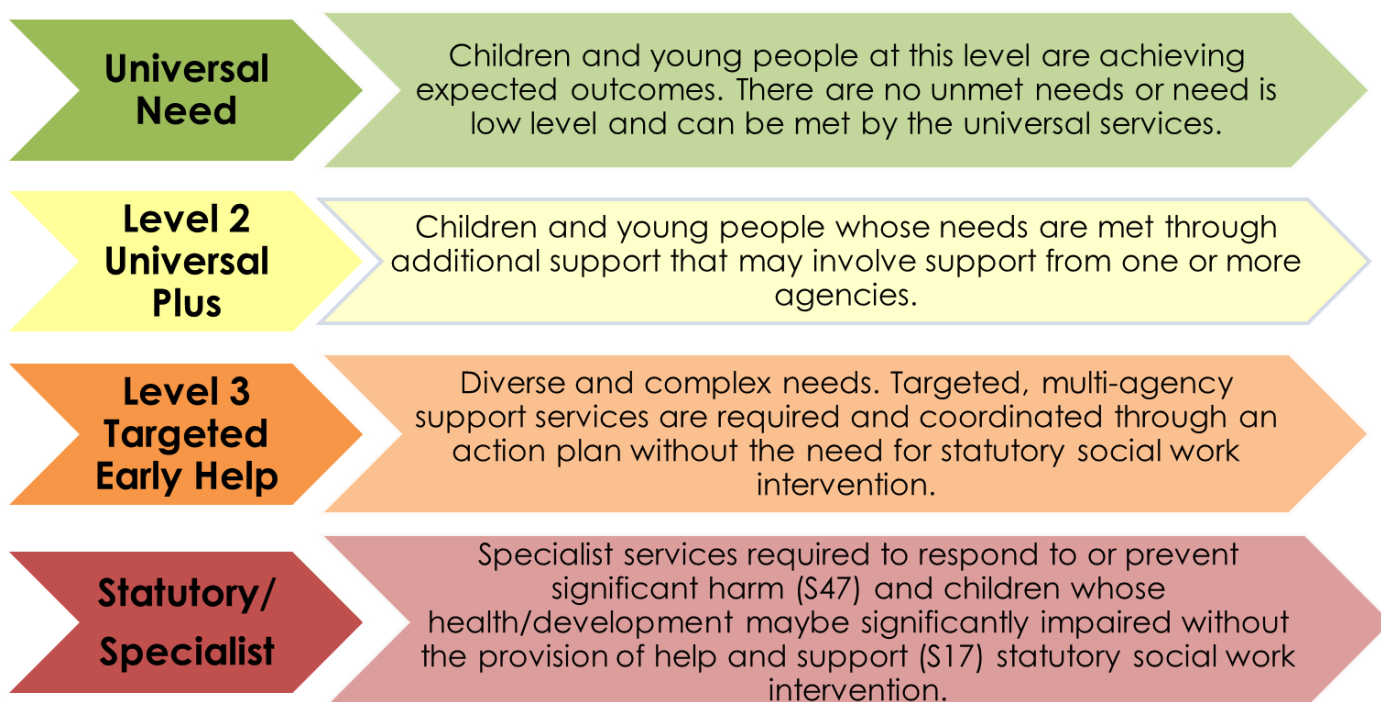 Universal
Need
Children and young people at this level are achieving
expected outcomes. There are no unmet needs or need is
low level and can be met by the universal services.
Level 2
Universal
Plus
Children and young people whose needs are met through
additional support that may involve support from one or more
agencies.
Level 3
Targeted
Early Help
Diverse and complex needs. Targeted, multi-agency
support services are required and coordinated through an
action plan without the need for statutory social work
intervention.
Statutory/
Specialist
Specialist services required to respond to or prevent
significant harm (S47) and children whose
health/development maybe significantly impaired without
the provision of help and support (S17) statutory social work
intervention.